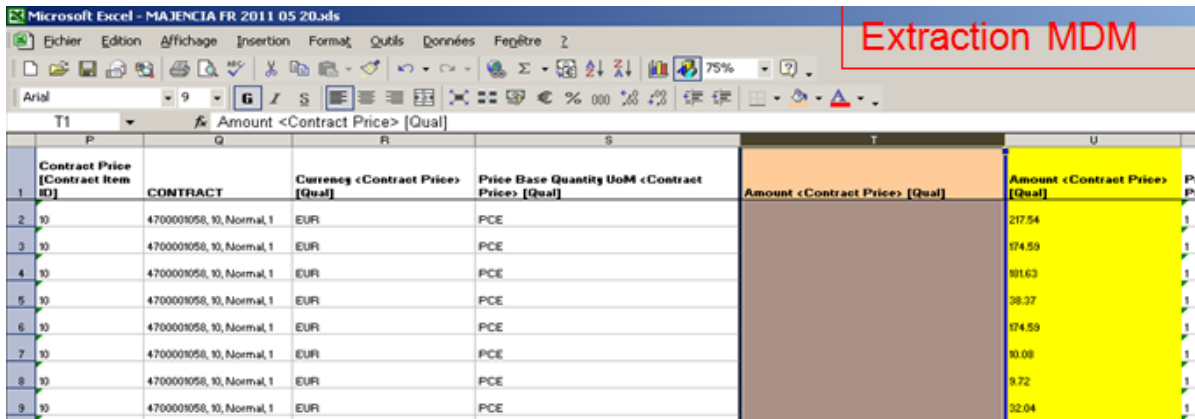 Microsoft Excel - MAJENCIA FR 2011 05 20.xls
Extraction MDM
Fichier Edition Affichage Insertion Format Outils Données Fenêtre ?
75%
Arial 9 G I S € % 000
T1 fx Amount <Contract Price> [Qual]
P Q R S T U
1 Contract Price [Contract Item ID] CONTRACT Currency <Contract Price> [Qual] Price Base Quantity UoM <Contract Price> [Qual] Amount <Contract Price> [Qual] Amount <Contract Price> [Qual]
2 10 4700001058, 10, Normal, 1 EUR PCE 217.54 1
3 10 4700001058, 10, Normal, 1 EUR PCE 174.59 1
4 10 4700001058, 10, Normal, 1 EUR PCE 181.63 1
5 10 4700001058, 10, Normal, 1 EUR PCE 38.37 1
6 10 4700001058, 10, Normal, 1 EUR PCE 174.59 1
7 10 4700001058, 10, Normal, 1 EUR PCE 10.08 1
8 10 4700001058, 10, Normal, 1 EUR PCE 9.72 1
9 10 4700001058, 10, Normal, 1 EUR PCE 32.04 1